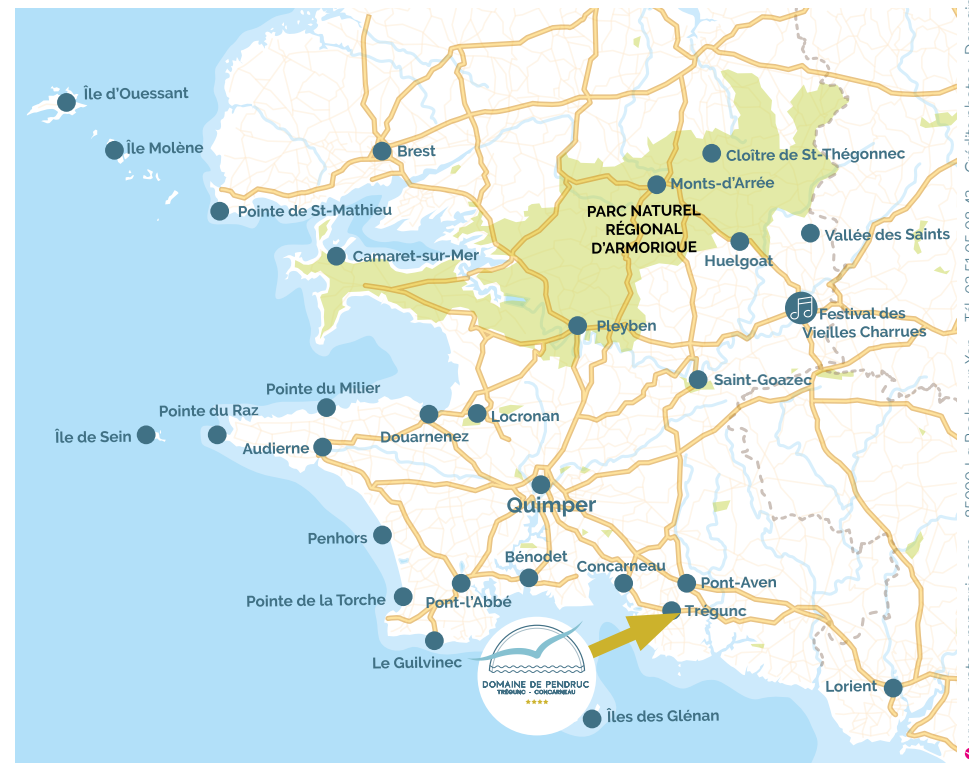 Île d'Ouessant
Île Molène
Brest
Cloître de St-Thégonnec
Monts-d'Arrée
Pointe de St-Mathieu
PARC NATUREL
RÉGIONAL
D'ARMORIQUE
Vallée des Saints
Camaret-sur-Mer
Huelgoat
Festival des
Vieilles Charrues
Pleyben
Saint-Goazec
Pointe du Milier
Pointe du Raz
Locronan
Île de Sein
Douarnenez
Audierne
Quimper
Penhors
Bénodet
Concarneau
Pont-Aven
Pointe de la Torche
Pont-l'Abbé
Trégunc
Le Guilvinec
DOMAINE DE PENDRUC
TRÉGUNC - CONCARNEAU
Lorient
Îles des Glénan